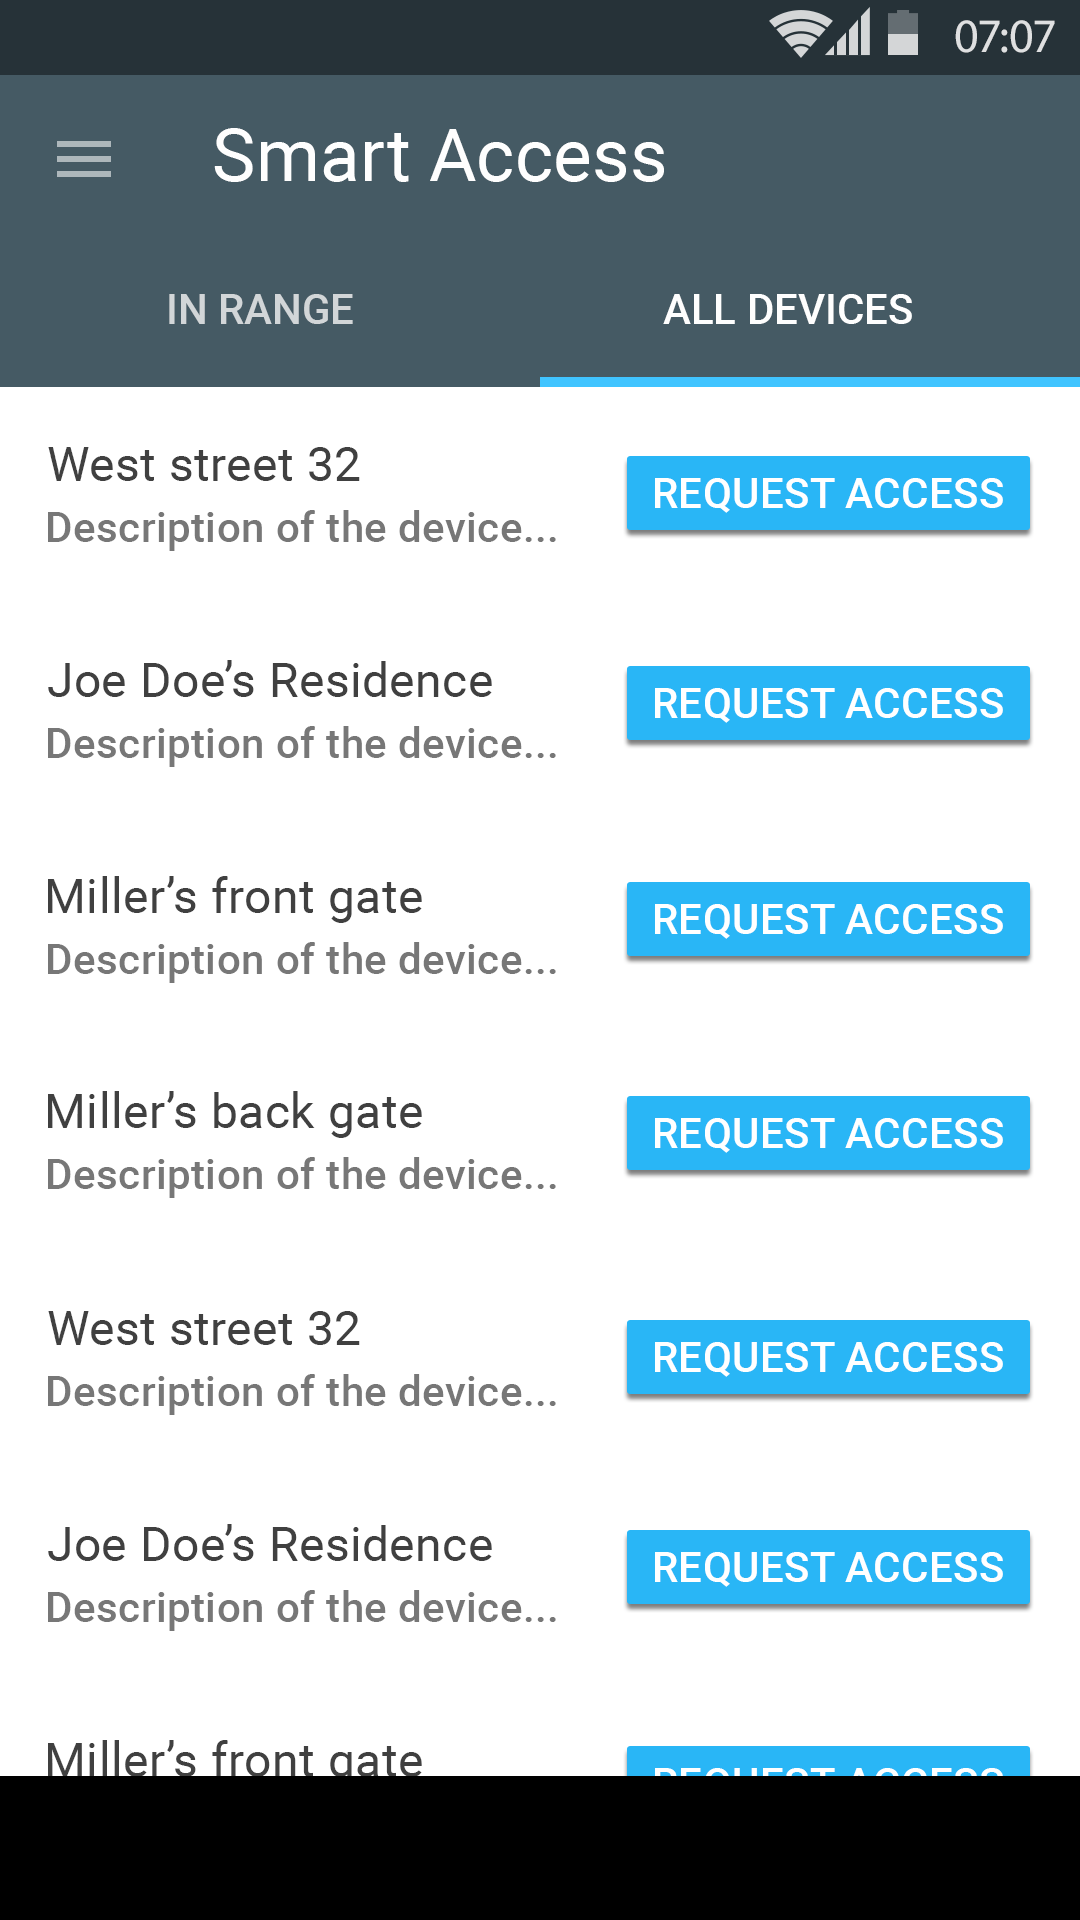 07:07
Smart Access
IN RANGE
ALL DEVICES
West street 32
REQUEST ACCESS
Description of the device...
Joe Doe’s Residence
REQUEST ACCESS
Description of the device...
Miller’s front gate
REQUEST ACCESS
Description of the device...
Miller’s back gate
REQUEST ACCESS
Description of the device...
West street 32
REQUEST ACCESS
Description of the device...
Joe Doe’s Residence
REQUEST ACCESS
Description of the device...
Miller’s front gate
REQUEST ACCESS